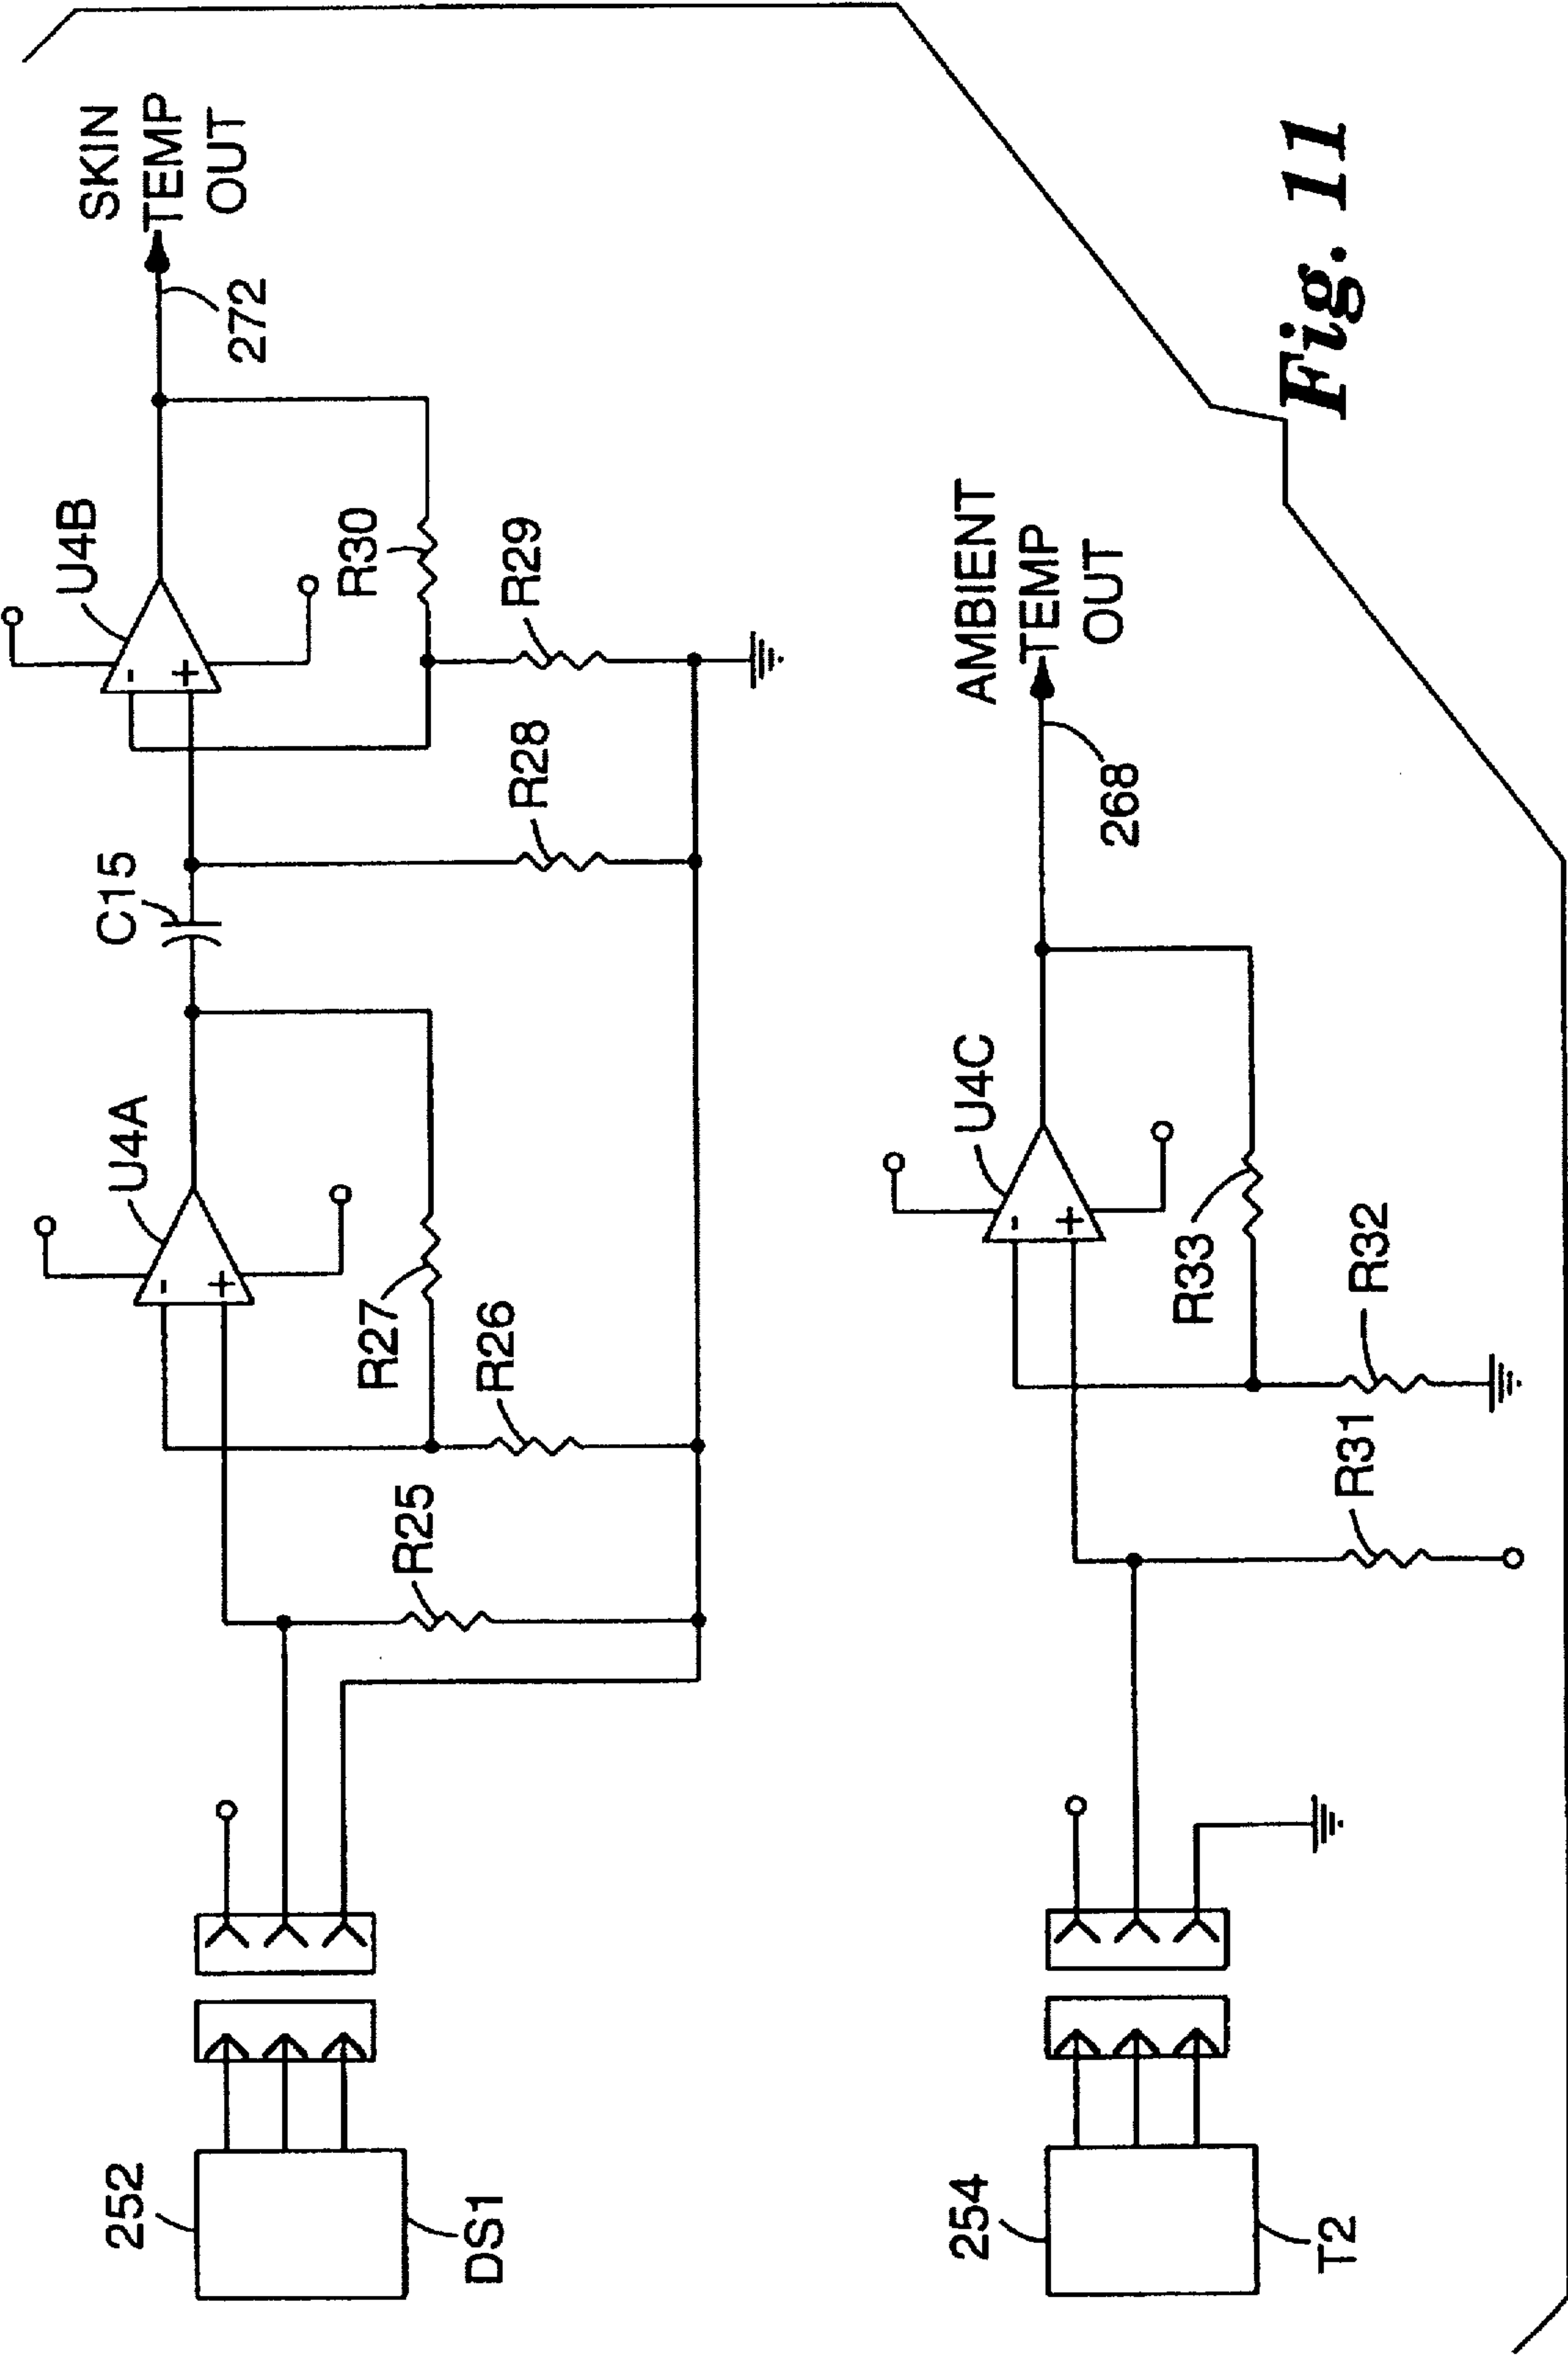 252
DS1
R25
U4A
R27
R26
C15
R28
U4B
R30
R29
272
SKIN
TEMP
OUT
-
+
-
+
254
T2
R31
U4C
R33
R32
268
AMBIENT
TEMP
OUT
-
+
Fig. 11